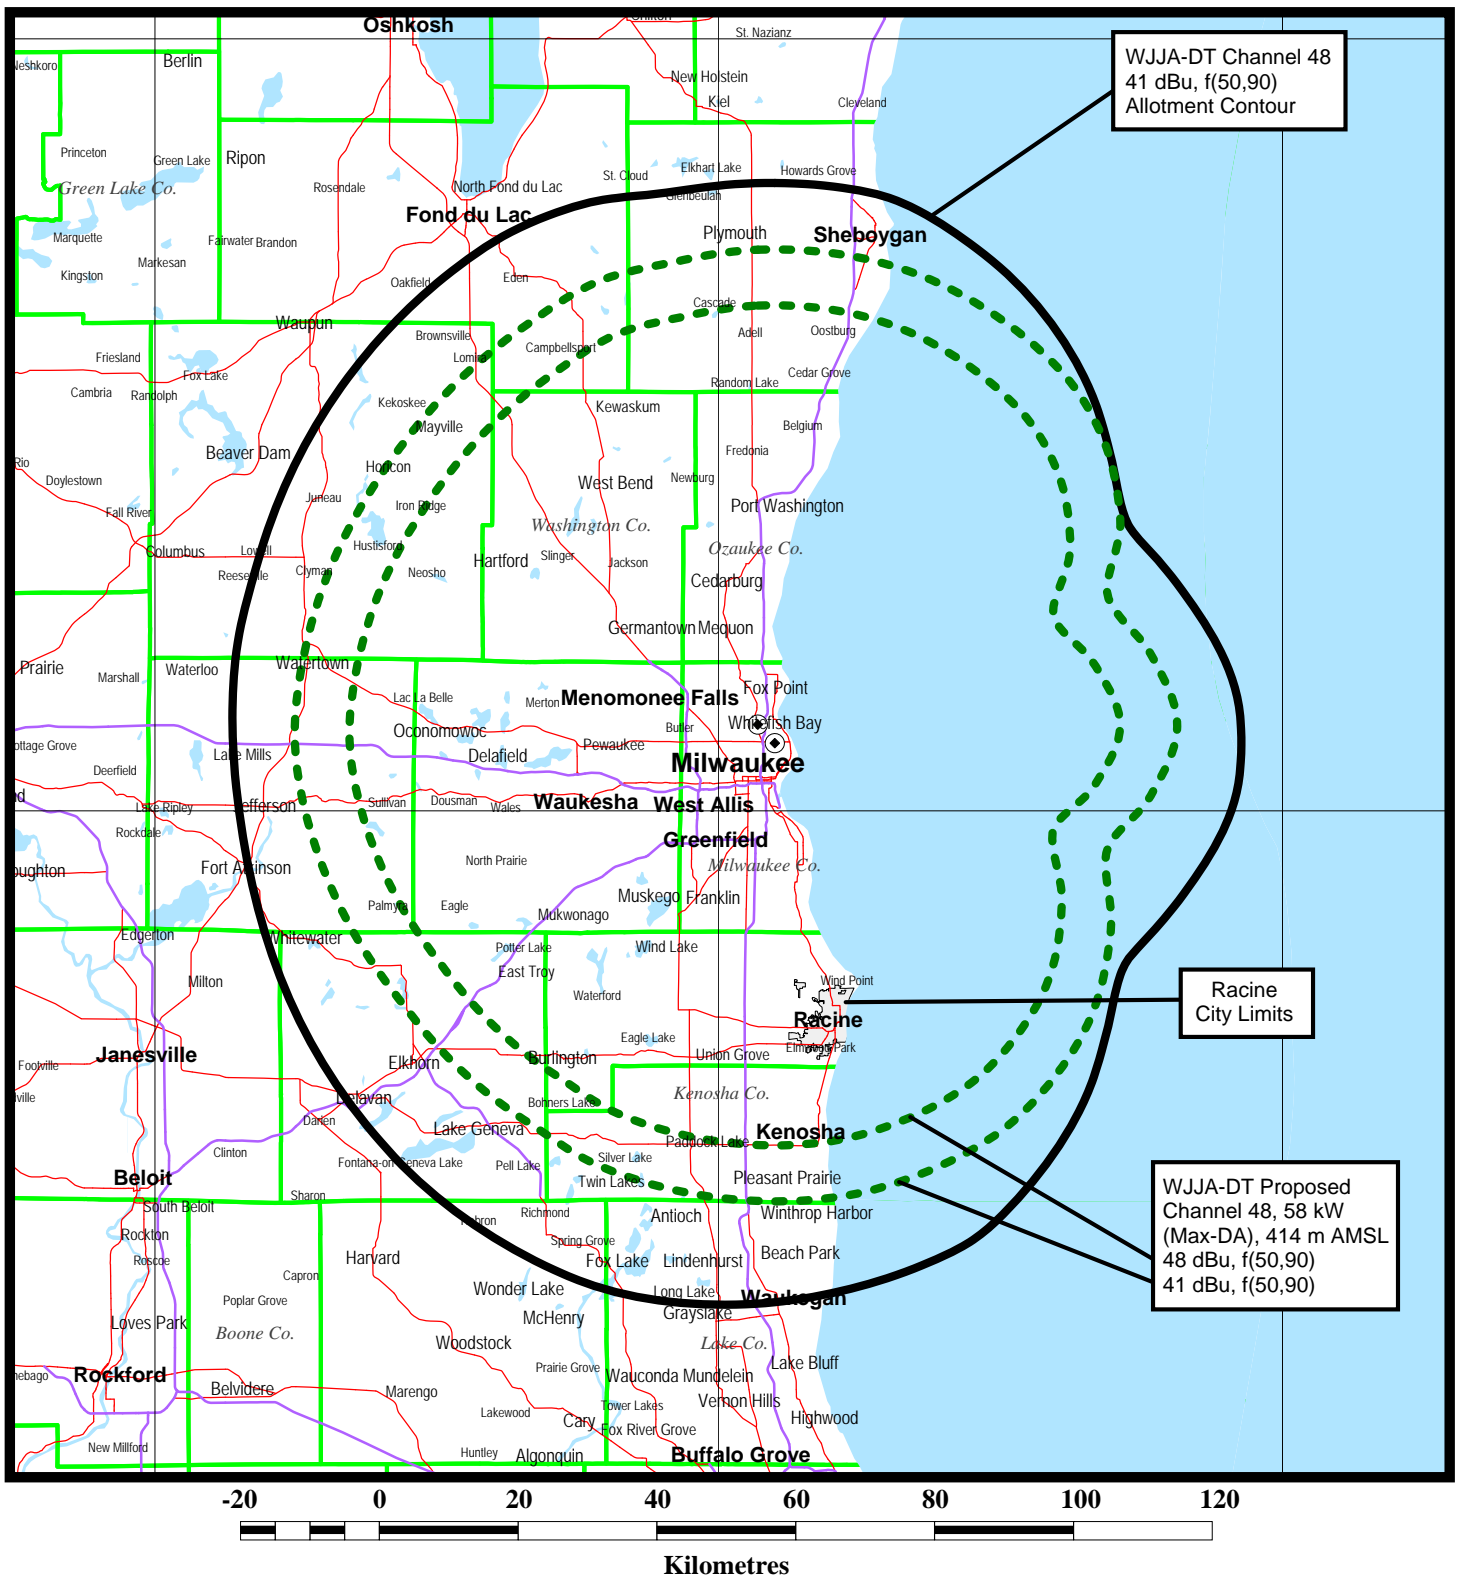 Oshkosh
Chilton
St. Nazianz
Berlin
New Holstein
Kiel
Cleveland
WJJA-DT Channel 48
41 dBu, f(50,90)
Allotment Contour
Princeton
Green Lake
Ripon
Green Lake Co.
Rosendale
North Fond du Lac
St. Cloud
Elkhart Lake
Howards Grove
Glenbeulah
Fond du Lac
Plymouth
Sheboygan
Marquette
Fairwater
Brandon
Markesan
Kingston
Oakfield
Eden
Cascade
Waupun
Brownsville
Lomira
Campbellsport
Adell
Oostburg
Friesland
Fox Lake
Cambria
Randolph
Random Lake
Cedar Grove
Kekoskee
Kewaskum
Mayville
Belgium
Beaver Dam
Fredonia
Rio
Horicon
Doylestown
West Bend
Newburg
Juneau
Iron Ridge
Port Washington
Fall River
Washington Co.
Columbus
Lowell
Hustisford
Ozaukee Co.
Hartford
Slinger
Jackson
Reeseville
Clyman
Neosho
Cedarburg
Germantown
Mequon
Prairie
Marshall
Waterloo
Watertown
Lac La Belle
Merton
Menomonee Falls
Fox Point
Butler
Whitefish Bay
Oconomowoc
Pewaukee
ottage Grove
Lake Mills
Delafield
Milwaukee
Deerfield
Lake Ripley
Jefferson
Sullivan
Dousman
Wales
Waukesha
West Allis
Rockdale
Greenfield
oughton
Fort Atkinson
North Prairie
Milwaukee Co.
Muskego
Franklin
Palmyra
Eagle
Mukwonago
Edgerton
Whitewater
Potter Lake
Wind Lake
East Troy
Milton
Waterford
Wind Point
Racine
City Limits
Racine
Eagle Lake
Elmwood Park
Janesville
Footville
Elkhorn
Burlington
Union Grove
Kenosha Co.
Delavan
Bohners Lake
Darien
Lake Geneva
Paddock Lake
Kenosha
Clinton
Fontana-on-Geneva Lake
Pell Lake
Silver Lake
Beloit
Twin Lakes
Pleasant Prairie
WJJA-DT Proposed
Channel 48, 58 kW
(Max-DA), 414 m AMSL
48 dBu, f(50,90)
41 dBu, f(50,90)
Sharon
South Beloit
Hebron
Richmond
Antioch
Winthrop Harbor
Rockton
Roscoe
Harvard
Spring Grove
Fox Lake
Lindenhurst
Beach Park
Capron
Wonder Lake
Long Lake
Waukegan
Poplar Grove
Loves Park
McHenry
Grayslake
Boone Co.
Woodstock
Lake Co.
Lake Bluff
Rockford
Prairie Grove
Wauconda
Mundelein
Belvidere
Marengo
Vernon Hills
Lakewood
Tower Lakes
Highwood
Cary
Fox River Grove
New Millford
Huntley
Algonquin
Buffalo Grove
-20 0 20 40 60 80 100 120
Kilometres